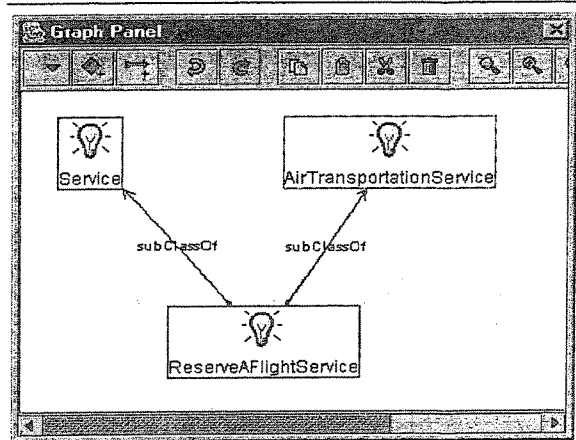 Graph Panel
Service
AirTransportationService
subClassOf
subClassOf
ReserveAFlightService